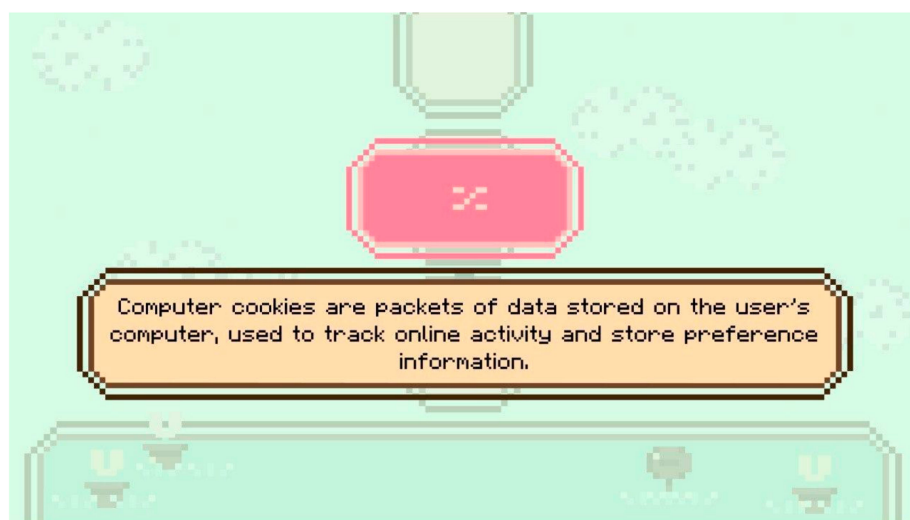 Computer cookies are packets of data stored on the user's
computer, used to track online activity and store preference
information.